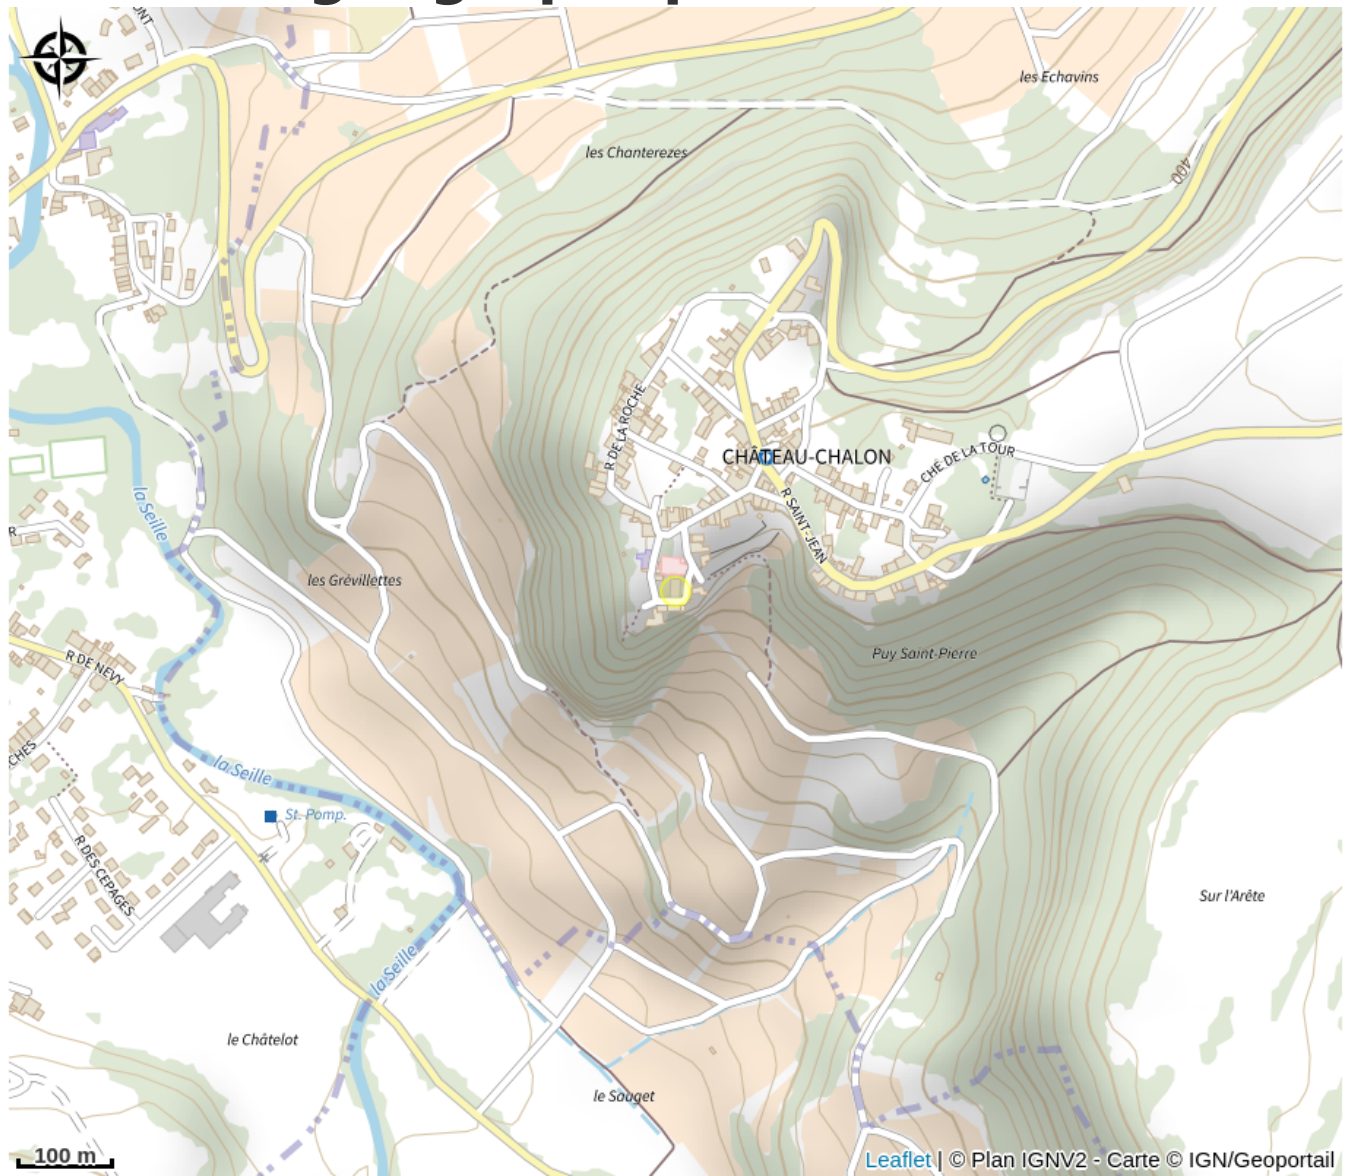 les Echavins
les Chanterezes
400
R DE LA ROCHE
CHÂTEAU-CHALON
CHE DE LA TOUR
R SAINT-JEAN
la Seille
R
les Grévillettes
Puy Saint-Pierre
R DE NEVY
CHES
la Seille
St. Pomp.
R DES CEPAGES
Sur l'Arête
la Seille
le Châtelot
le Sauget
100 m
Leaflet | © Plan IGNV2 - Carte © IGN/Geoportail